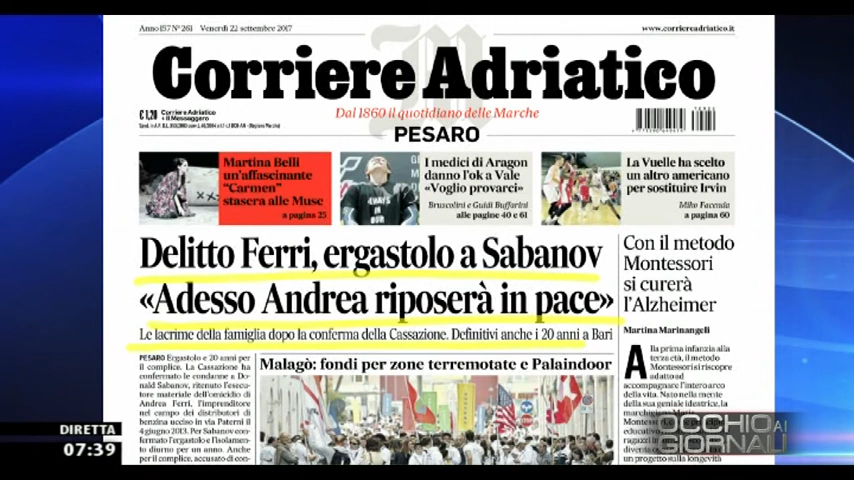 Anno 157 N° 261 Venerdì 22 settembre 2017
www.corriereadriatico.it
Corriere Adriatico
€ 1,20 Corriere Adriatico
+ Il Messaggero
Dal 1860 il quotidiano delle Marche
PESARO
Martina Belli
un'affascinante
"Carmen"
stasera alle Muse
a pagina 25
I medici di Aragon
danno l'ok a Vale
«Voglio provarci»
Bruscolini e Guidi Buffarini
alle pagine 40 e 61
La Vuelle ha scelto
un altro americano
per sostituire Irvin
Miko Facenda
a pagina 60
Delitto Ferri, ergastolo a Sabanov
«Adesso Andrea riposerà in pace»
Le lacrime della famiglia dopo la conferma della Cassazione. Definitivi anche i 20 anni a Bari
Con il metodo
Montessori
si curerà
l'Alzheimer
Martina Marinangeli
PESARO Ergastolo e 20 anni per
il complice. La Cassazione ha
confermato le condanne a Do-
nald Sabanov, ritenuto l'esecu-
tore materiale dell'omicidio di
Andrea Ferri, l'imprenditore
nel campo dei distributori di
benzina ucciso in via Paterni il
4 giugno 2013. Per Sabanov con-
fermato l'ergastolo e l'isolamen-
to diurno per un anno. Anche
per il complice, accusato di con-
Malagò: fondi per zone terremotate e Palaindoor
Alla prima infanzia alla
terza età, il metodo
Montessori si riscopre
adatto ad
accompagnare l'intero arco
della vita. Nato nella mente
della sua geniale ideatrice, la
marchigiana
Montessori,
educativo
ragazzi in
diventa
un progetto sulla longevità
DIRETTA
07:39
OCCHIO AI
GIORNALI